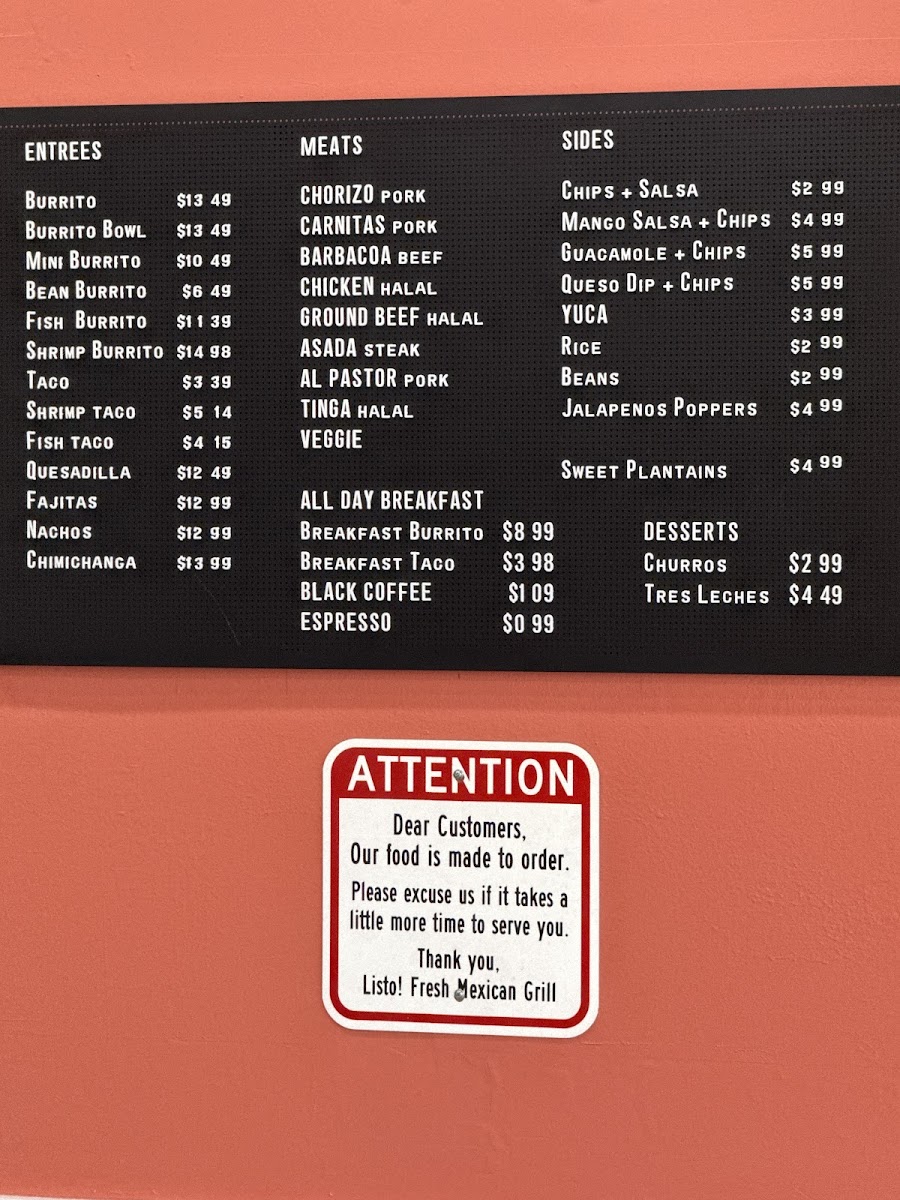 ENTREES
BURRITO $13 49
BURRITO BOWL $13 49
MINI BURRITO $10 49
BEAN BURRITO $6 49
FISH BURRITO $11 39
SHRIMP BURRITO $14 98
TACO $3 39
SHRIMP TACO $5 14
FISH TACO $4 15
QUESADILLA $12 49
FAJITAS $12 99
NACHOS $12 99
CHIMICHANGA $13 99
MEATS
CHORIZO PORK
CARNITAS PORK
BARBACOA BEEF
CHICKEN HALAL
GROUND BEEF HALAL
ASADA STEAK
AL PASTOR PORK
TINGA HALAL
VEGGIE
ALL DAY BREAKFAST
BREAKFAST BURRITO $8 99
BREAKFAST TACO $3 98
BLACK COFFEE $1 09
ESPRESSO $0 99
SIDES
CHIPS + SALSA $2 99
MANGO SALSA + CHIPS $4 99
GUACAMOLE + CHIPS $5 99
QUESO DIP + CHIPS $5 99
YUCA $3 99
RICE $2 99
BEANS $2 99
JALAPENOS POPPERS $4 99
SWEET PLANTAINS $4 99
DESSERTS
CHURROS $2 99
TRES LECHES $4 49
ATTENTION
Dear Customers,
Our food is made to order.
Please excuse us if it takes a
little more time to serve you.
Thank you,
Listo! Fresh Mexican Grill